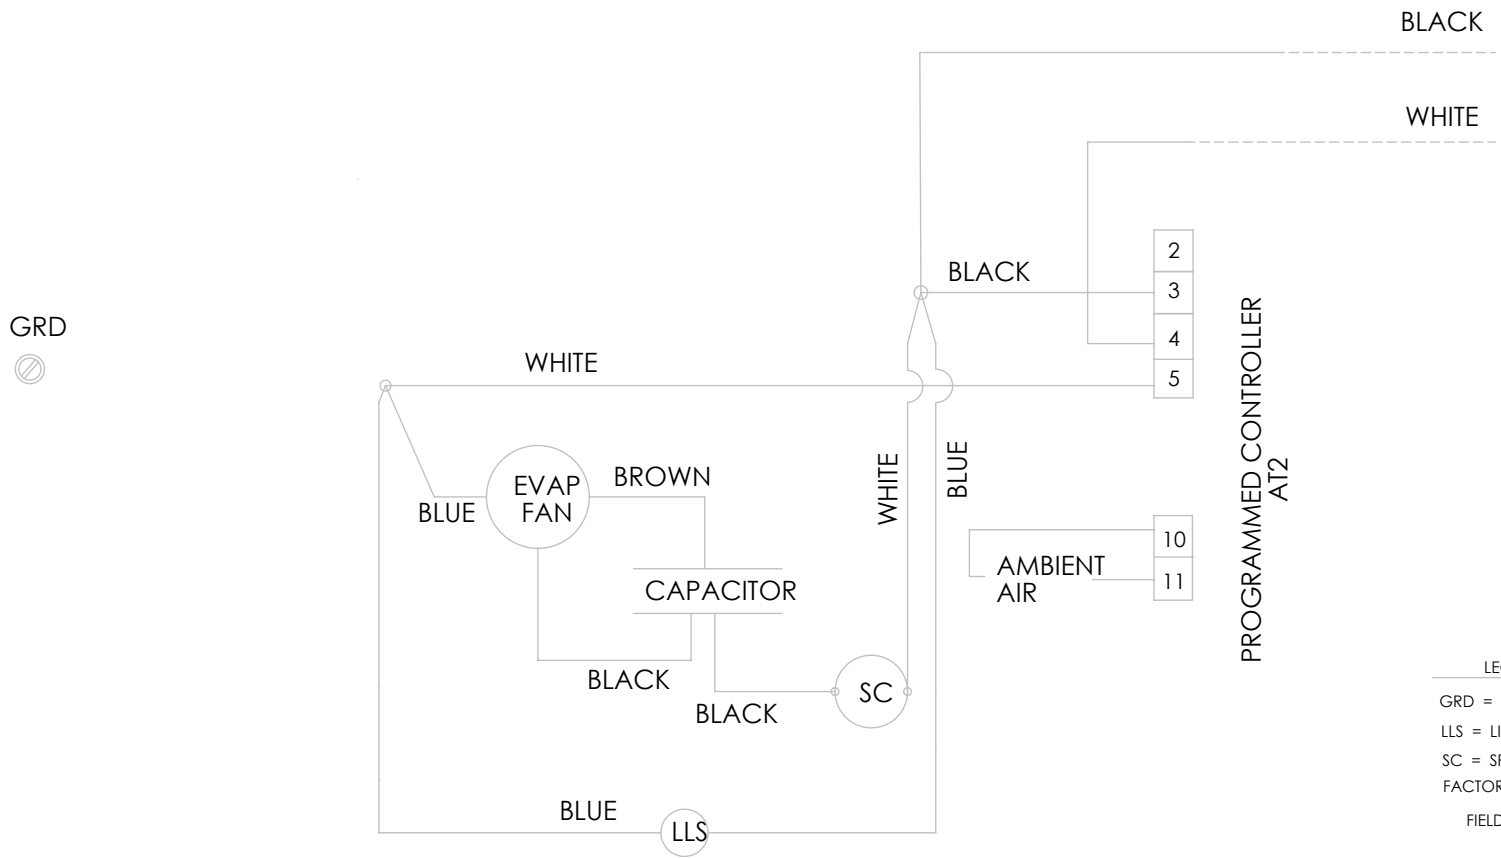 BLACK
WHITE
2
BLACK
3
GRD
4
WHITE
5
PROGRAMMED CONTROLLER
AT2
BROWN
EVAP
FAN
BLUE
WHITE
BLUE
10
AMBIENT
AIR
11
CAPACITOR
BLACK
SC
BLACK
GRD =
LLS =
SC =
BLUE
LLS
FIELD